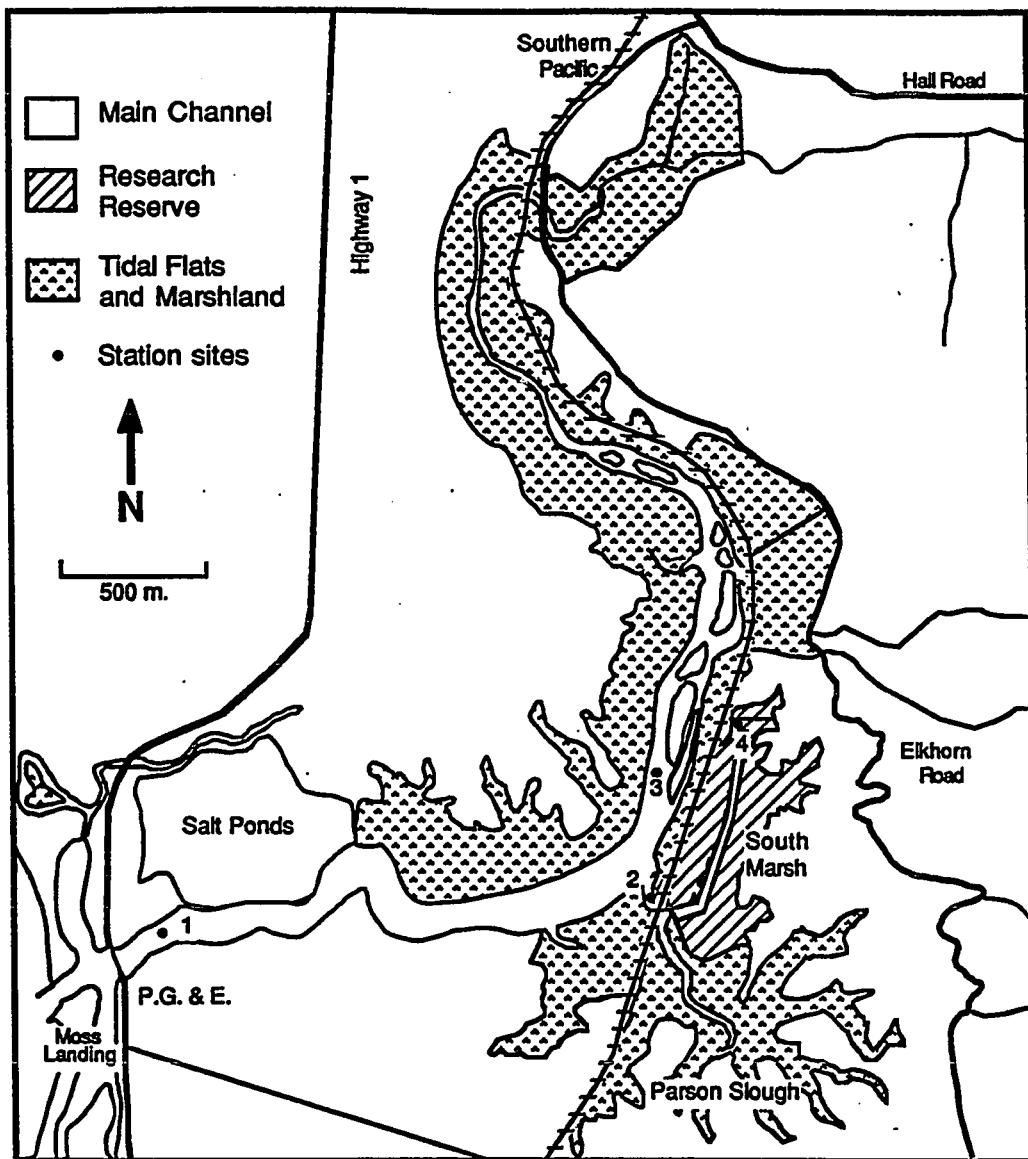 Southern
Pacific
Hall Road
Main Channel
Research
Reserve
Tidal Flats
and Marshland
Station sites
Highway 1
N
500 m.
4
3
Elkhorn
Road
Salt Ponds
South
Marsh
2
1
P.G. & E.
Moss
Landing
Parson Slough